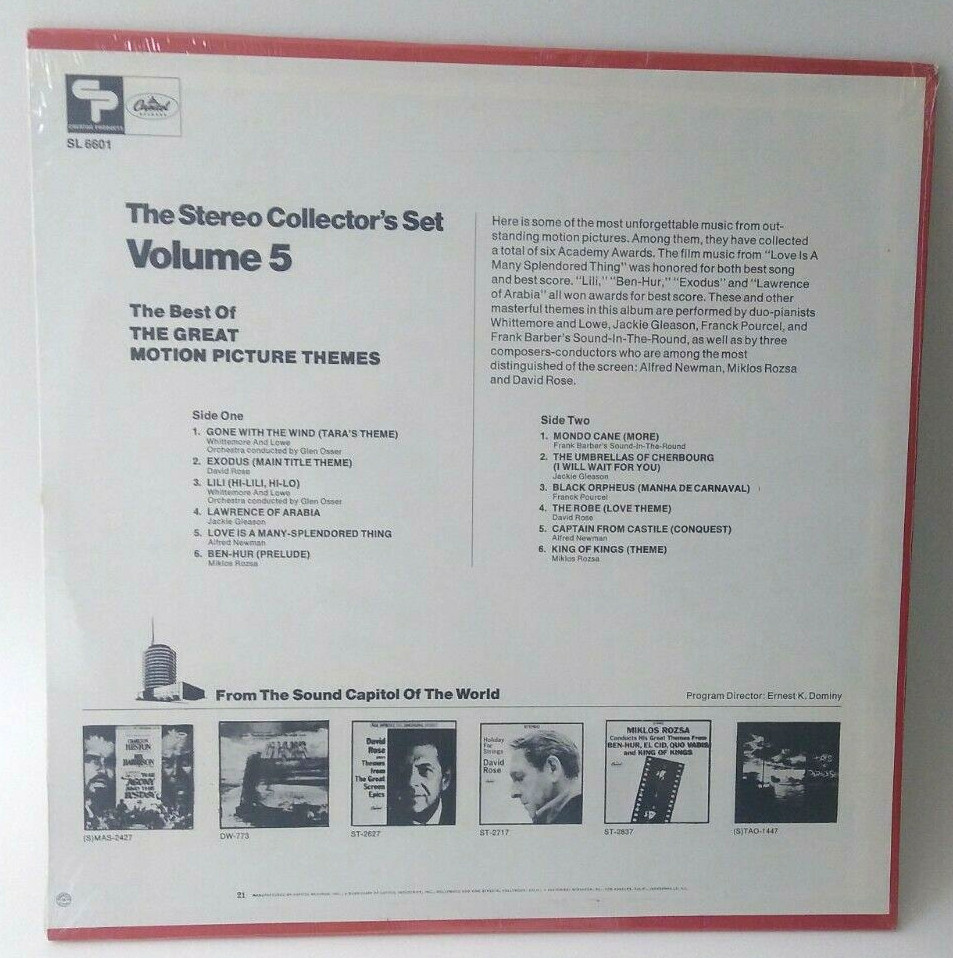 CP
CREATIVE PRODUCTS
Capitol
RECORDS
SL 6601
The Stereo Collector's Set
Volume 5
The Best Of
THE GREAT
MOTION PICTURE THEMES
Here is some of the most unforgettable music from out-
standing motion pictures. Among them, they have collected
a total of six Academy Awards. The film music from "Love Is A
Many Splendored Thing" was honored for both best song
and best score. "Lili," "Ben-Hur," "Exodus" and "Lawrence
of Arabia" all won awards for best score. These and other
masterful themes in this album are performed by duo-pianists
Whittemore and Lowe, Jackie Gleason, Franck Pourcel, and
Frank Barber's Sound-In-The-Round, as well as by three
composers-conductors who are among the most
distinguished of the screen: Alfred Newman, Miklos Rozsa
and David Rose.
Side One
1. GONE WITH THE WIND (TARA'S THEME)
Whittemore And Lowe
Orchestra conducted by Glen Osser
2. EXODUS (MAIN TITLE THEME)
David Rose
3. LILI (HI-LILI, HI-LO)
Whittemore And Lowe
Orchestra conducted by Glen Osser
4. LAWRENCE OF ARABIA
Jackie Gleason
5. LOVE IS A MANY-SPLENDORED THING
Alfred Newman
6. BEN-HUR (PRELUDE)
Miklos Rozsa
Side Two
1. MONDO CANE (MORE)
Frank Barber's Sound-In-The-Round
2. THE UMBRELLAS OF CHERBOURG
(I WILL WAIT FOR YOU)
Jackie Gleason
3. BLACK ORPHEUS (MANHA DE CARNAVAL)
Franck Pourcel
4. THE ROBE (LOVE THEME)
David Rose
5. CAPTAIN FROM CASTILE (CONQUEST)
Alfred Newman
6. KING OF KINGS (THEME)
Miklos Rozsa
From The Sound Capitol Of The World
Program Director: Ernest K. Dominy
CHARLTON
HESTON
REX
HARRISON
THE
AGONY
AND THE
ECSTASY
(S)MAS-2427
DW-773
David
Rose
Themes
from
The Great
Screen
Epics
ST-2627
Holiday
For
Strings
David
Rose
ST-2717
MIKLOS ROZSA
Conducts His Great Themes From
BEN-HUR, EL CID, QUO VADIS
and KING OF KINGS
ST-2837
(S)TAO-1447
21